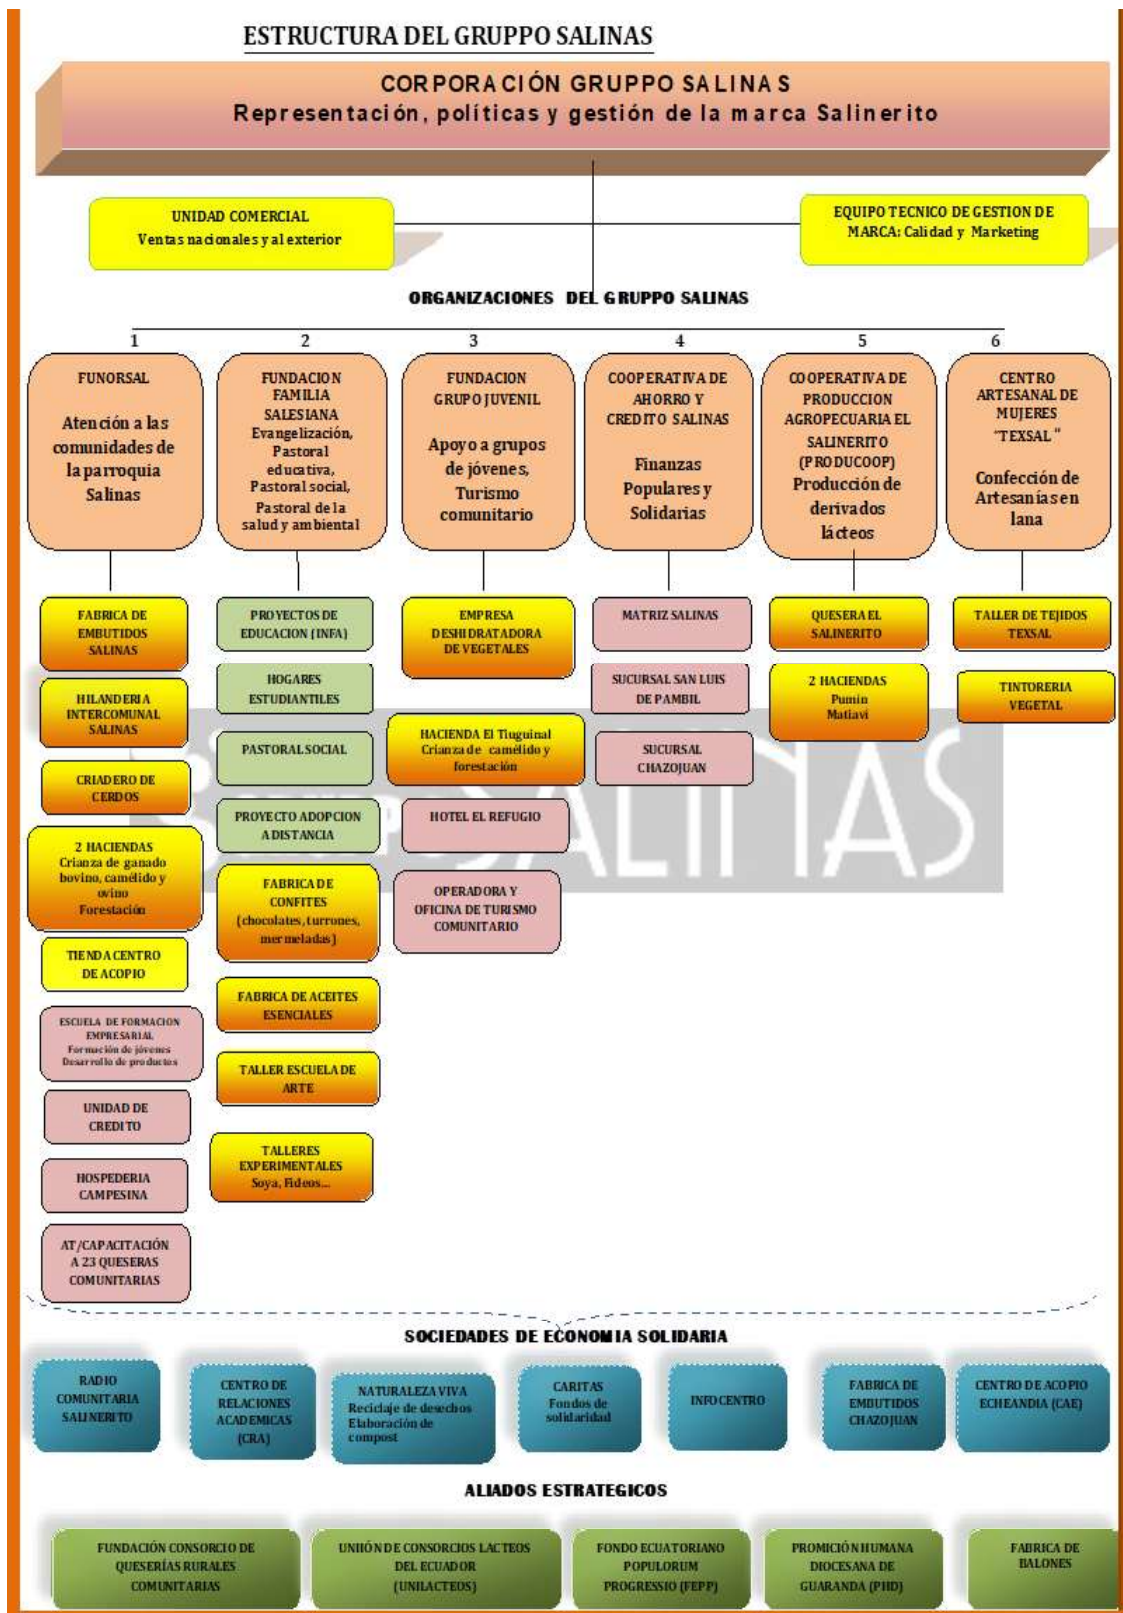 ESTRUCTURA DEL GRUPPO SALINAS
CORPORACIÓN GRUPPO SALINAS
Representación, políticas y gestión de la marca Salinerito
UNIDAD COMERCIAL
Ventas nacionales y al exterior
EQUIPO TECNICO DE GESTION DE
MARCA: Calidad y Marketing
ORGANIZACIONES DEL GRUPPO SALINAS
1
2
3
4
5
6
FUNORSAL
Atención a las
comunidades de
la parroquia
Salinas
FUNDACION
FAMILIA
SALESIANA
Evangelización,
Pastoral
educativa,
Pastoral social,
Pastoral de la
salud y ambiental
FUNDACION
GRUPO JUVENIL
Apoyo a grupos
de jóvenes,
Turismo
comunitario
COOPERATIVA DE
AHORRO Y
CREDITO SALINAS
Finanzas
Populares y
Solidarias
COOPERATIVA DE
PRODUCCION
AGROPECUARIA EL
SALINERITO
(PRODUCOOP)
Producción de
derivados
lácteos
CENTRO
ARTESANAL DE
MUJERES
"TEXSAL"
Confección de
Artesanías en
lana
FABRICA DE
EMBUTIDOS
SALINAS
HILANDERIA
INTERCOMUNAL
SALINAS
CRIADERO DE
CERDOS
2 HACIENDAS
Crianza de ganado
bovino, camélido y
ovino
Forestación
TIENDA CENTRO
DE ACOPIO
ESCUELA DE FORMACION
EMPRESARIAL
Formación de jóvenes
Desarrollo de productos
UNIDAD DE
CREDITO
HOSPEDERIA
CAMPESINA
AT/CAPACITACIÓN
A 23 QUESERAS
COMUNITARIAS
PROYECTOS DE
EDUCACION (INFA)
HOGARES
ESTUDIANTILES
PASTORAL SOCIAL
PROYECTO ADOPCION
A DISTANCIA
FABRICA DE
CONFITES
(chocolates, turrones,
mermeladas)
FABRICA DE ACEITES
ESENCIALES
TALLER ESCUELA DE
ARTE
TALLERES
EXPERIMENTALES
Soya, Fideos...
EMPRESA
DESHIDRATADORA
DE VEGETALES
HACIENDA El Tiuguinal
Crianza de camélido y
forestación
HOTEL EL REFUGIO
OPERADORA Y
OFICINA DE TURISMO
COMUNITARIO
MATRIZ SALINAS
SUCURSAL SAN LUIS
DE PAMBIL
SUCURSAL
CHAZOJUAN
QUESERA EL
SALINERITO
2 HACIENDAS
Pumin
Matiavi
TALLER DE TEJIDOS
TEXSAL
TINTORERIA
VEGETAL
SALINAS
SOCIEDADES DE ECONOMIA SOLIDARIA
RADIO
COMUNITARIA
SALINERITO
CENTRO DE
RELACIONES
ACADEMICAS
(CRA)
NATURALEZA VIVA
Reciclaje de desechos
Elaboración de
compost
CARITAS
Fondos de
solidaridad
INFOCENTRO
FABRICA DE
EMBUTIDOS
CHAZOJUAN
CENTRO DE ACOPIO
ECHEANDIA (CAE)
ALIADOS ESTRATEGICOS
FUNDACIÓN CONSORCIO DE
QUESERÍAS RURALES
COMUNITARIAS
UNIIÓN DE CONSORCIOS LACTEOS
DEL ECUADOR
(UNILACTEOS)
FONDO ECUATORIANO
POPULORUM
PROGRESSIO (FEPP)
PROMICIÓN HUMANA
DIOCESANA DE
GUARANDA (PHD)
FABRICA DE
BALONES